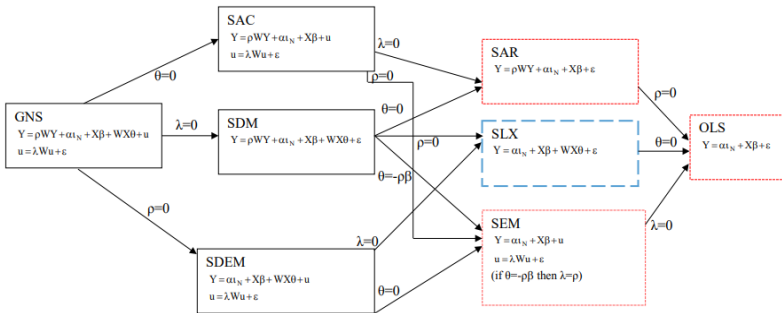 SAC
Y = ρWY + αι_N + Xβ + u
u = λWu + ε
λ=0
ρ=0
θ=0
SAR
Y = ρWY + αι_N + Xβ + ε
ρ=0
GNS
Y = ρWY + αι_N + Xβ + WXθ + u
u = λWu + ε
λ=0
SDM
Y = ρWY + αι_N + Xβ + WXθ + ε
θ=0
ρ=0
θ=-ρβ
SLX
Y = αι_N + Xβ + WXθ + ε
θ=0
OLS
Y = αι_N + Xβ + ε
ρ=0
SDEM
Y = αι_N + Xβ + WXθ + u
u = λWu + ε
λ=0
θ=0
SEM
Y = αι_N + Xβ + u
u = λWu + ε
(if θ=-ρβ then λ=ρ)
λ=0